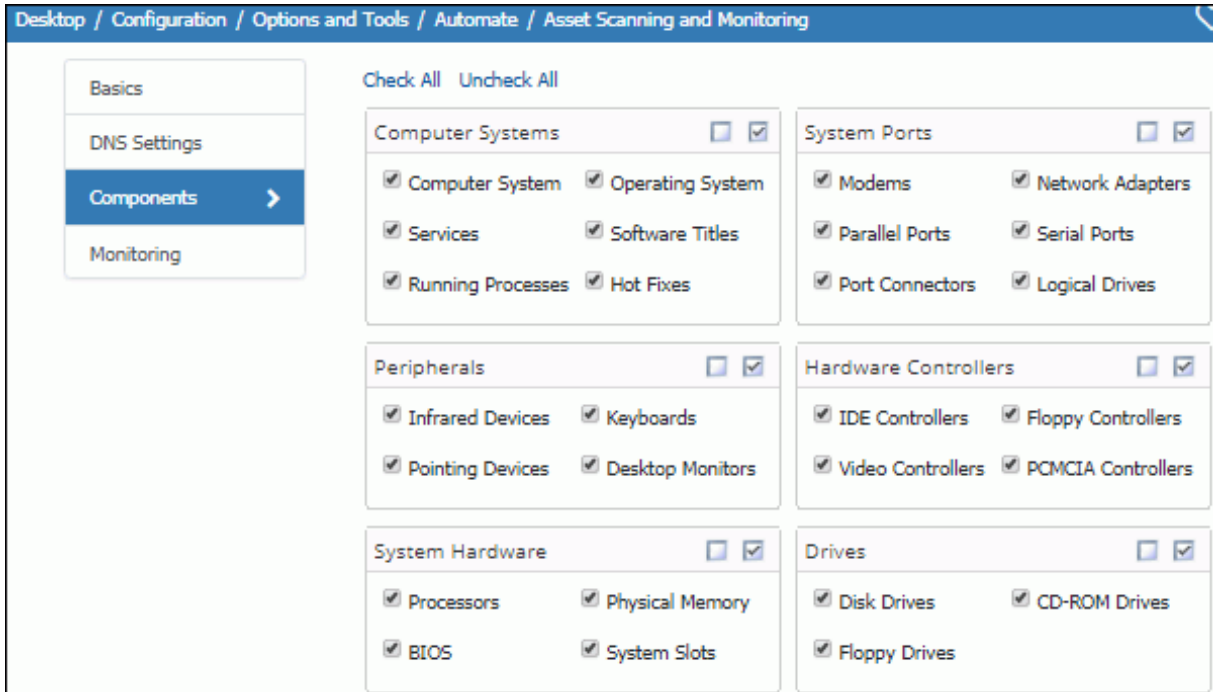 Desktop / Configuration / Options and Tools / Automate / Asset Scanning and Monitoring
Basics
DNS Settings
Components
Monitoring
Check All Uncheck All
Computer Systems
Computer System Operating System
Services Software Titles
Running Processes Hot Fixes
System Ports
Modems Network Adapters
Parallel Ports Serial Ports
Port Connectors Logical Drives
Peripherals
Infrared Devices Keyboards
Pointing Devices Desktop Monitors
Hardware Controllers
IDE Controllers Floppy Controllers
Video Controllers PCMCIA Controllers
System Hardware
Processors Physical Memory
BIOS System Slots
Drives
Disk Drives CD-ROM Drives
Floppy Drives